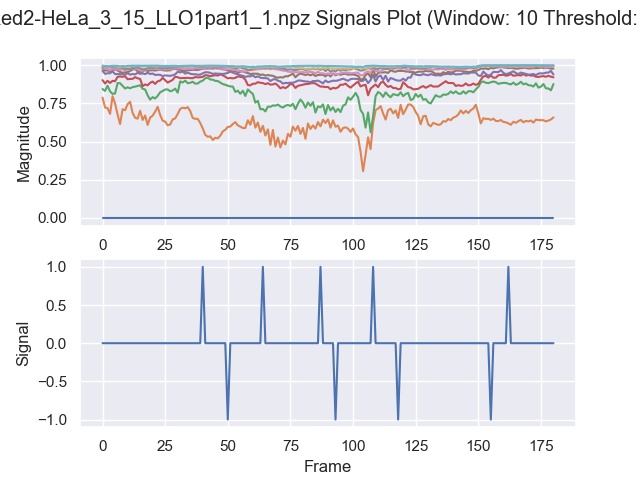 ked2-HeLa_3_15_LLO1part1_1.npz Signals Plot (Window: 10 Threshold:
1.00
0.75
0.50
0.25
0.00
Magnitude
0 25 50 75 100 125 150 175
1.0
0.5
0.0
−0.5
−1.0
Signal
0 25 50 75 100 125 150 175
Frame